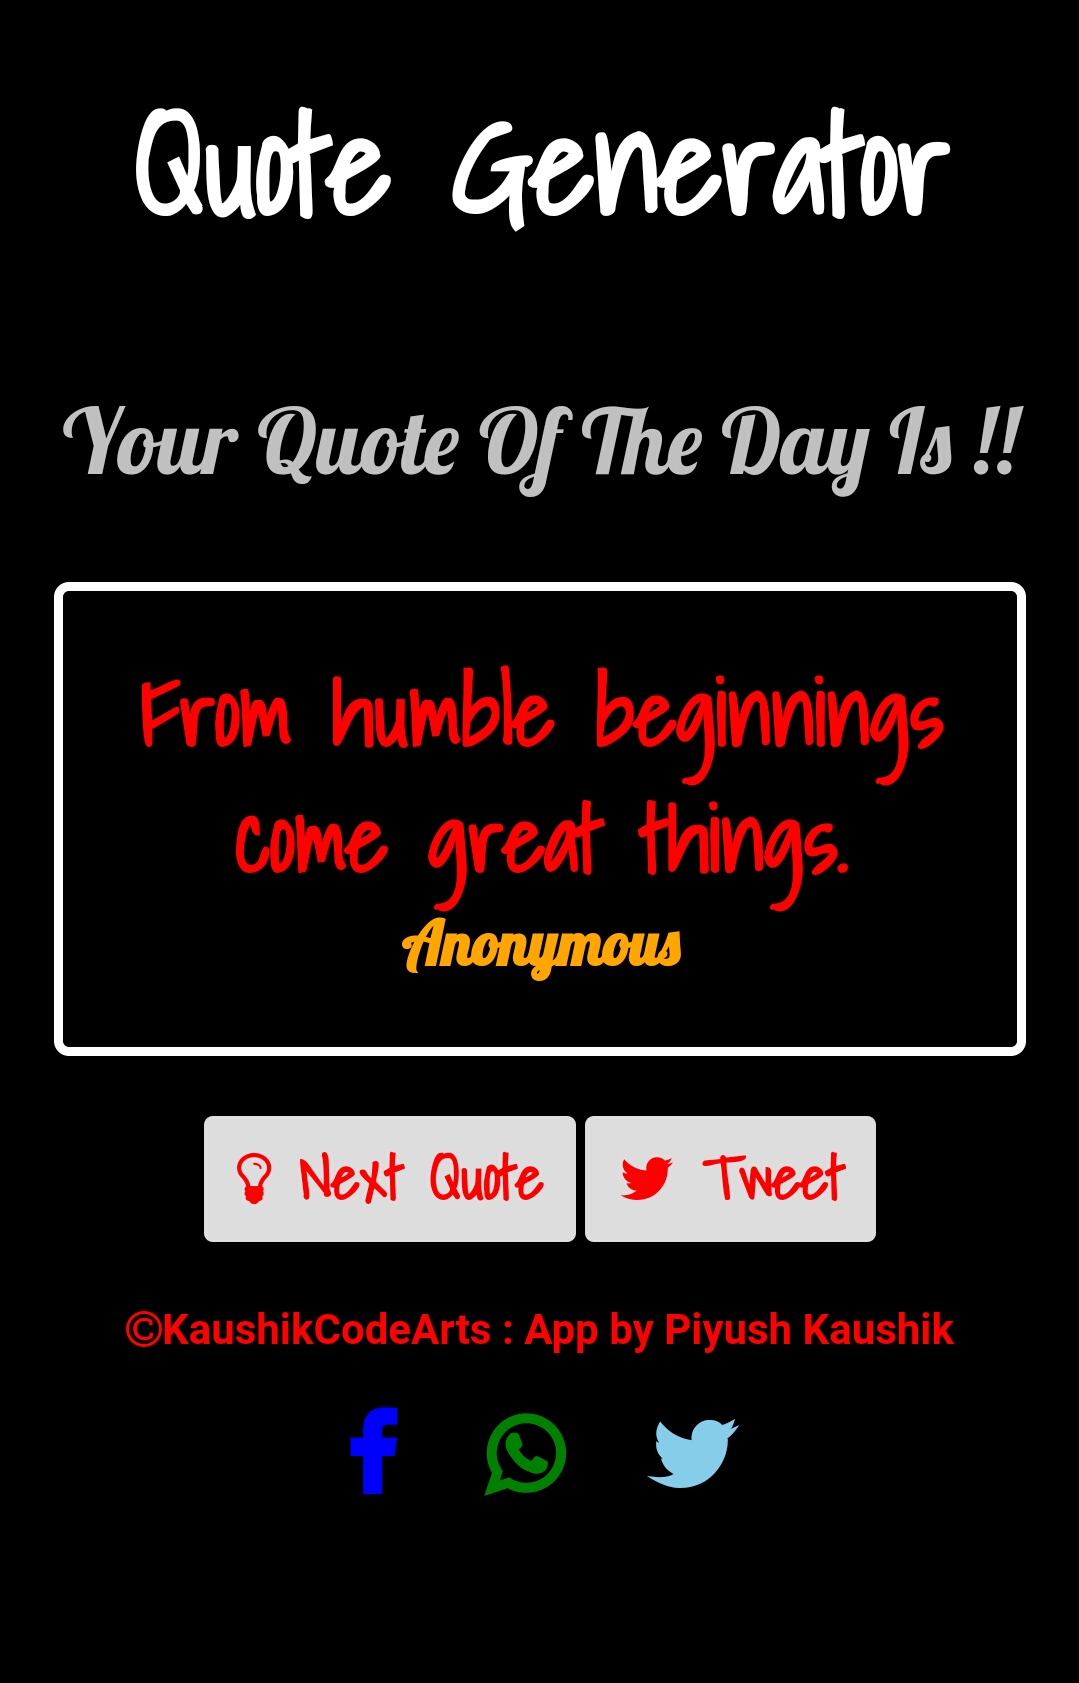 Quote Generator
Your Quote Of The Day Is !!
From humble beginnings
come great things.
Anonymous
Next Quote
Tweet
©KaushikCodeArts : App by Piyush Kaushik